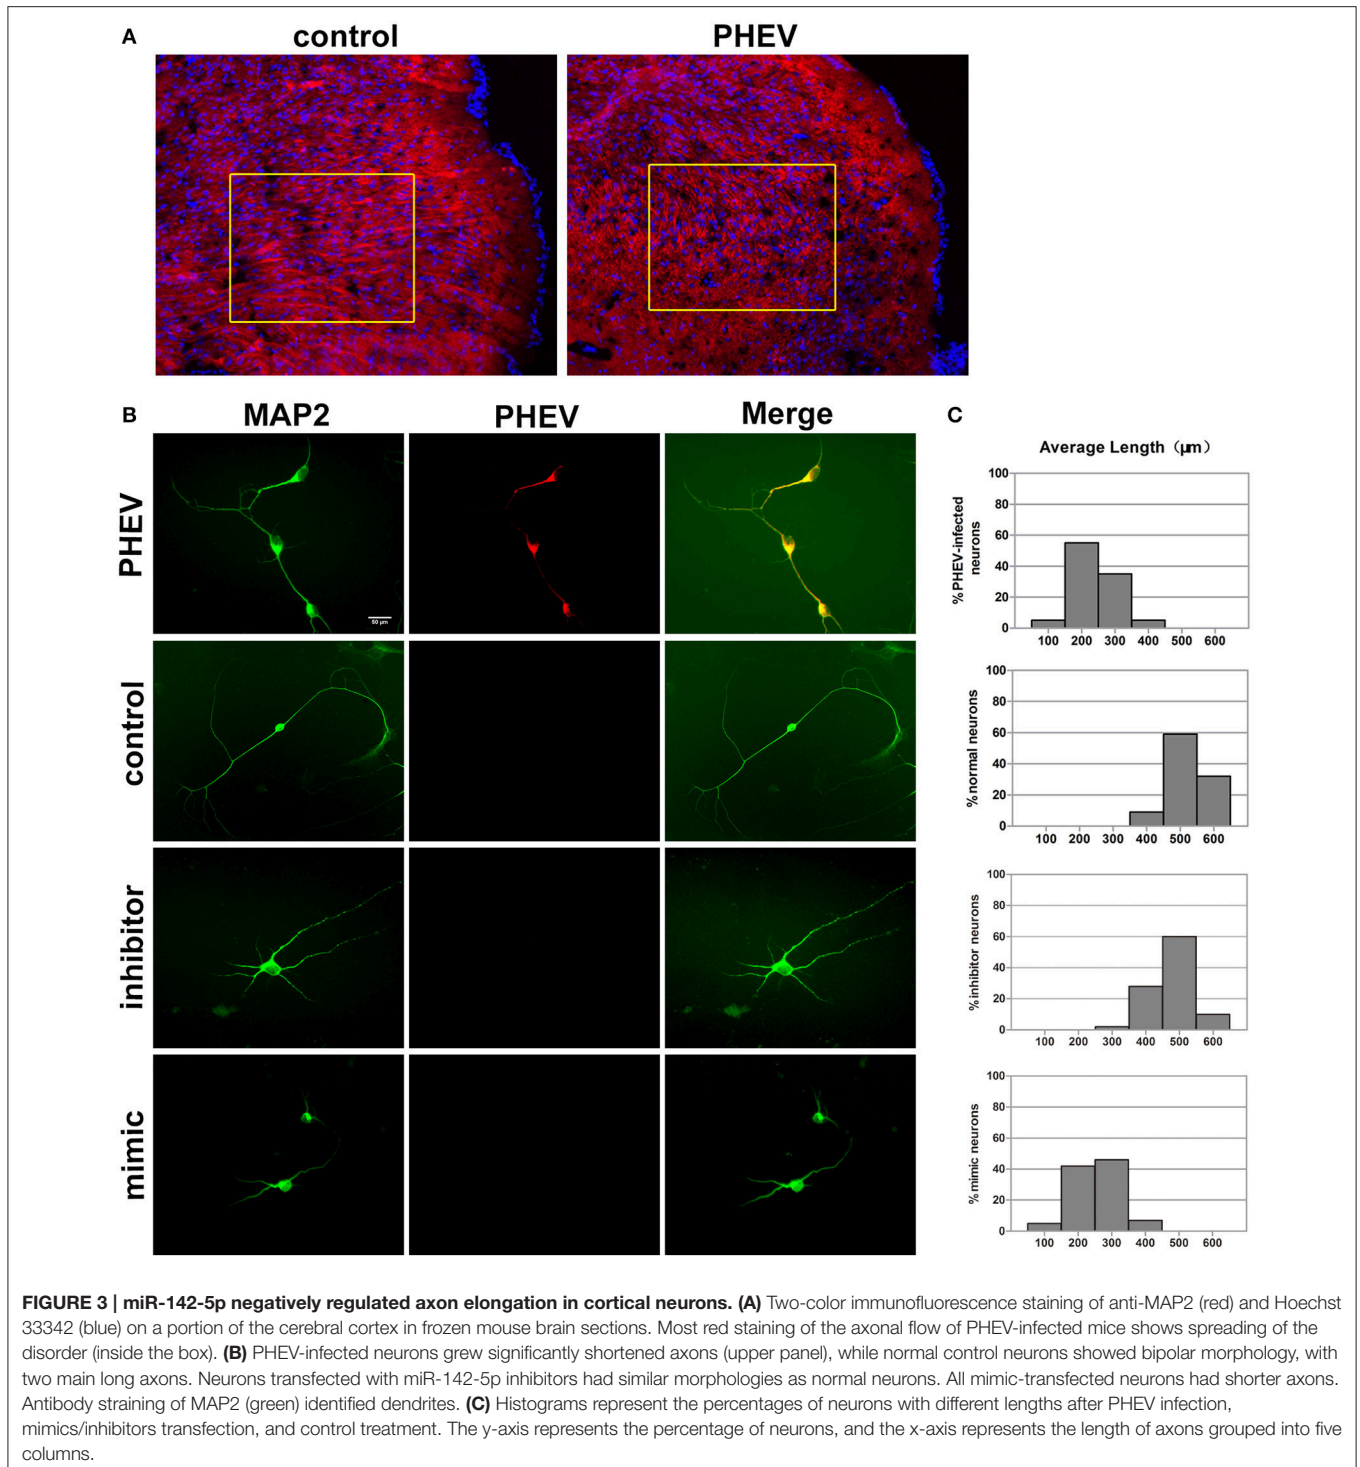 A
control
PHEV
B
MAP2
PHEV
Merge
C
PHEV
50 µm
control
inhibitor
mimic
Average Length（µm）
% PHEV-infected
neurons
100
80
60
40
20
0
100 200 300 400 500 600
% normal neurons
100
80
60
40
20
0
100 200 300 400 500 600
% inhibitor neurons
100
80
60
40
20
0
100 200 300 400 500 600
% mimic neurons
100
80
60
40
20
0
100 200 300 400 500 600
FIGURE 3 | miR-142-5p negatively regulated axon elongation in cortical neurons. (A) Two-color immunofluorescence staining of anti-MAP2 (red) and Hoechst
33342 (blue) on a portion of the cerebral cortex in frozen mouse brain sections. Most red staining of the axonal flow of PHEV-infected mice shows spreading of the
disorder (inside the box). (B) PHEV-infected neurons grew significantly shortened axons (upper panel), while normal control neurons showed bipolar morphology, with
two main long axons. Neurons transfected with miR-142-5p inhibitors had similar morphologies as normal neurons. All mimic-transfected neurons had shorter axons.
Antibody straining of MAP2 (green) identified dendrites. (C) Histograms represent the percentages of neurons with different lengths after PHEV infection,
mimics/inhibitors transfection, and control treatment. The y-axis represents the percentage of neurons, and the x-axis represents the length of axons grouped into five
columns.